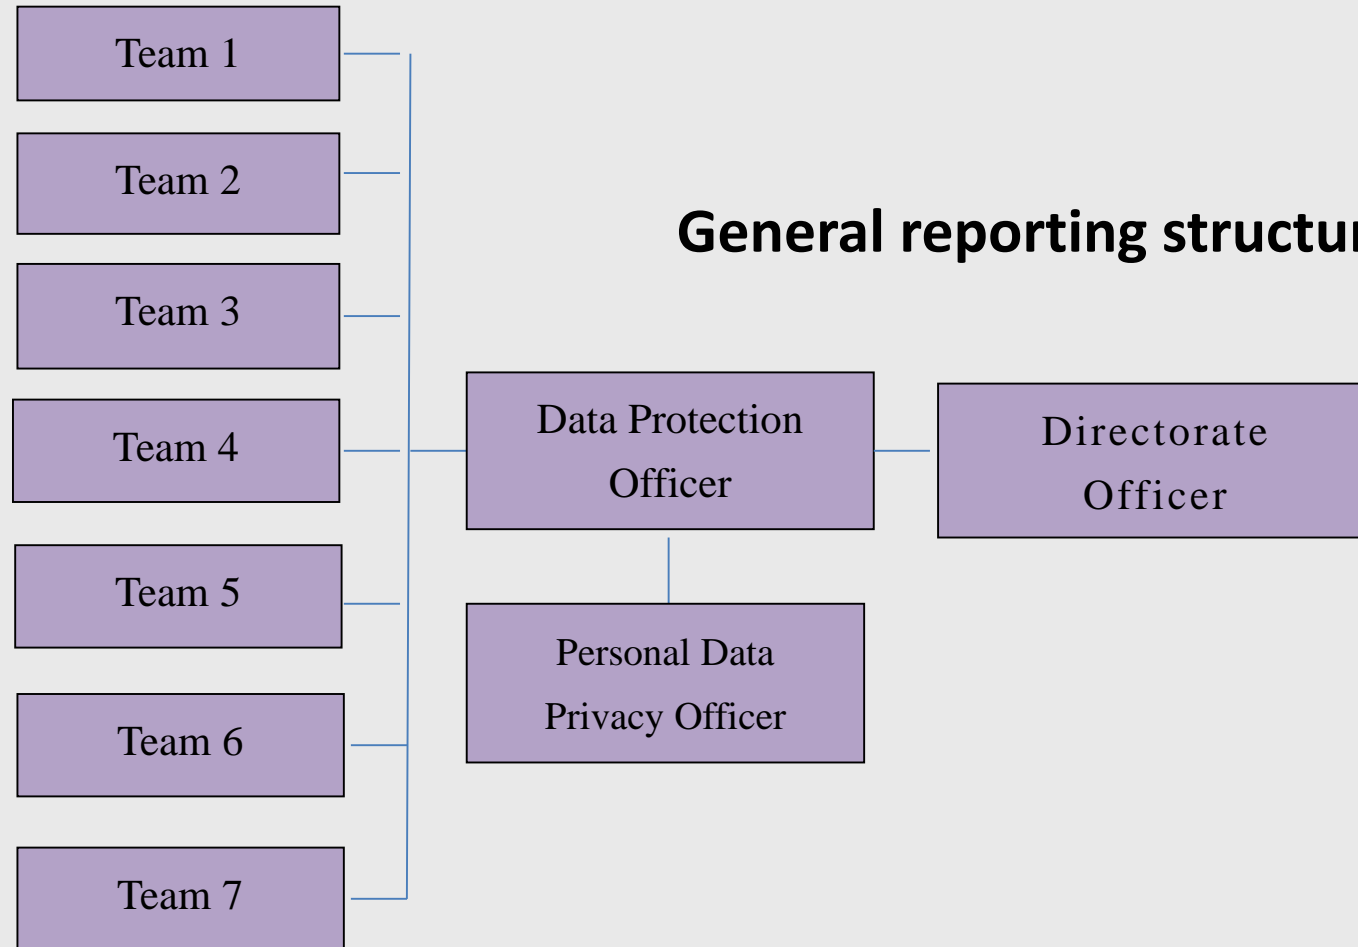 Team 1
Team 2
General reporting structur
Team 3
Data Protection
Officer
Directorate
Officer
Team 4
Team 5
Personal Data
Privacy Officer
Team 6
Team 7